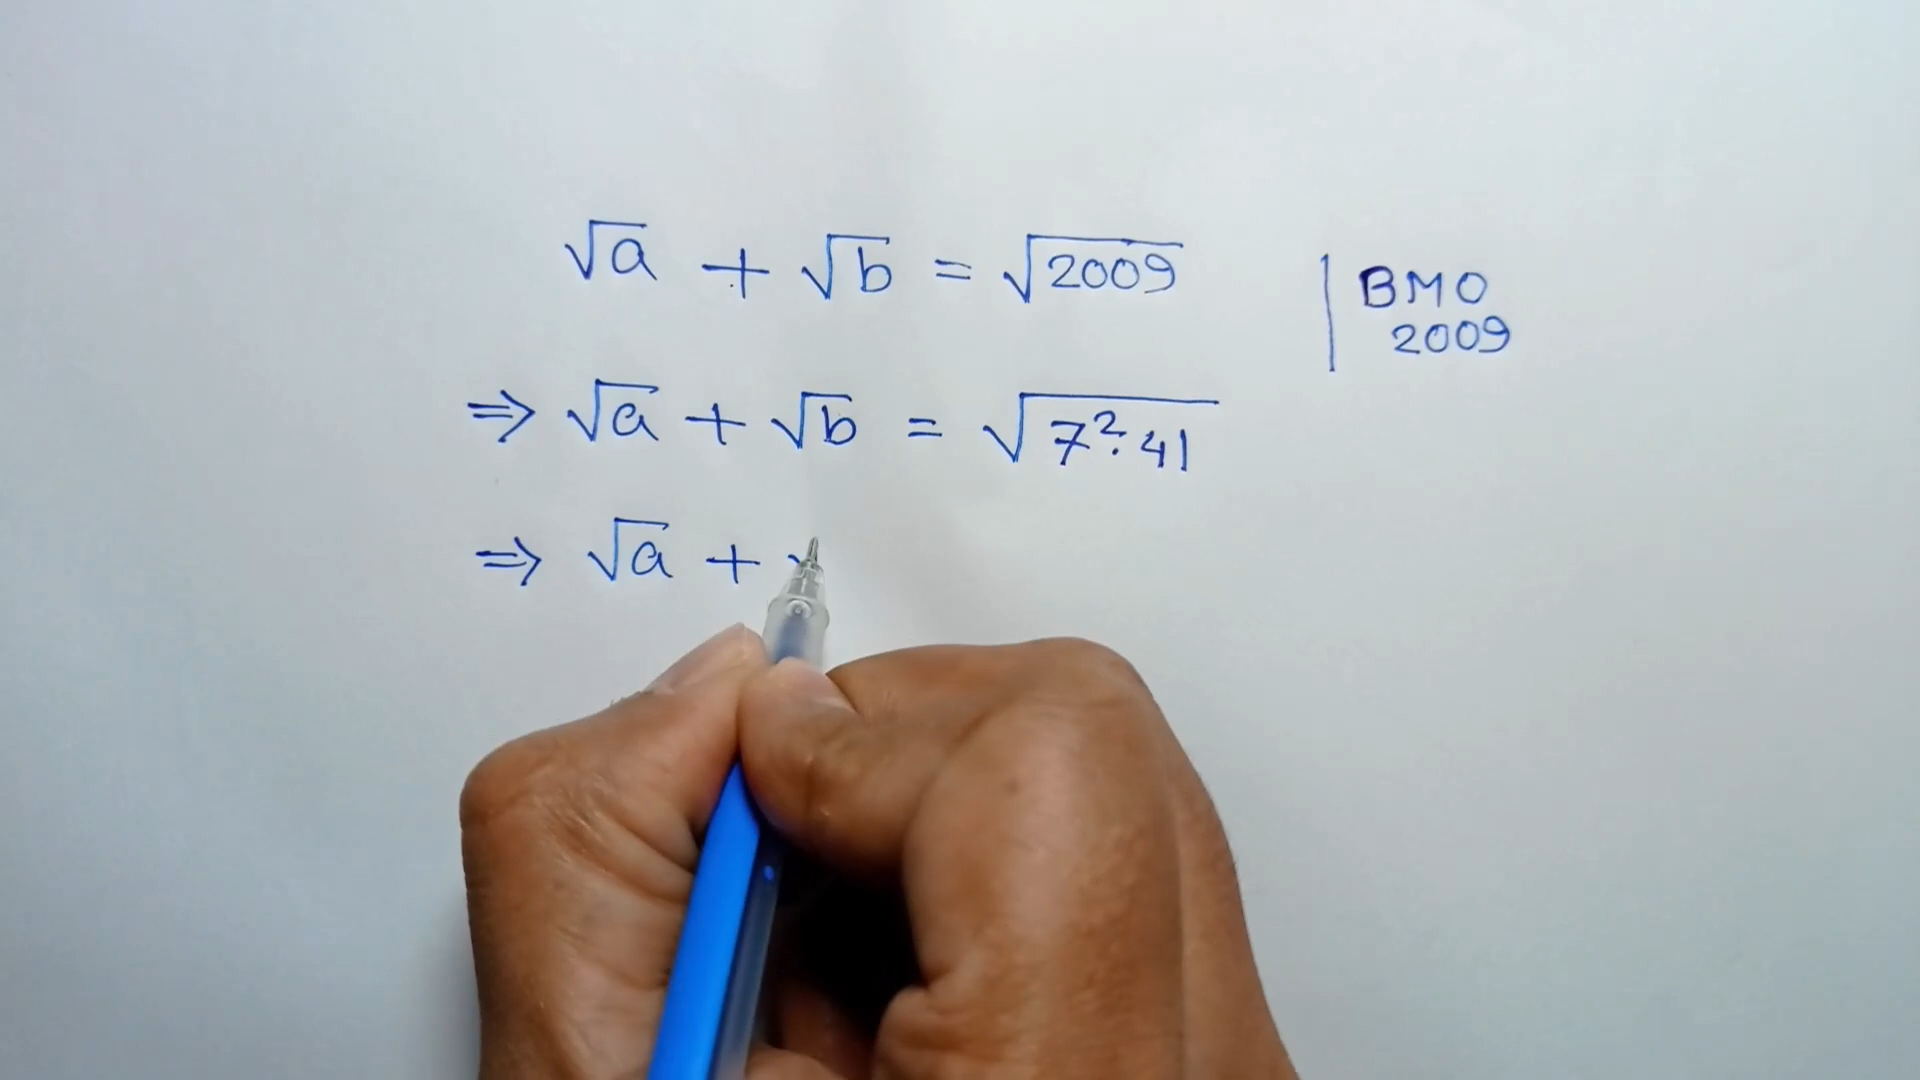 √a + √b = √2009
BMO
2009
⇒ √a + √b = √7².41
⇒ √a + √